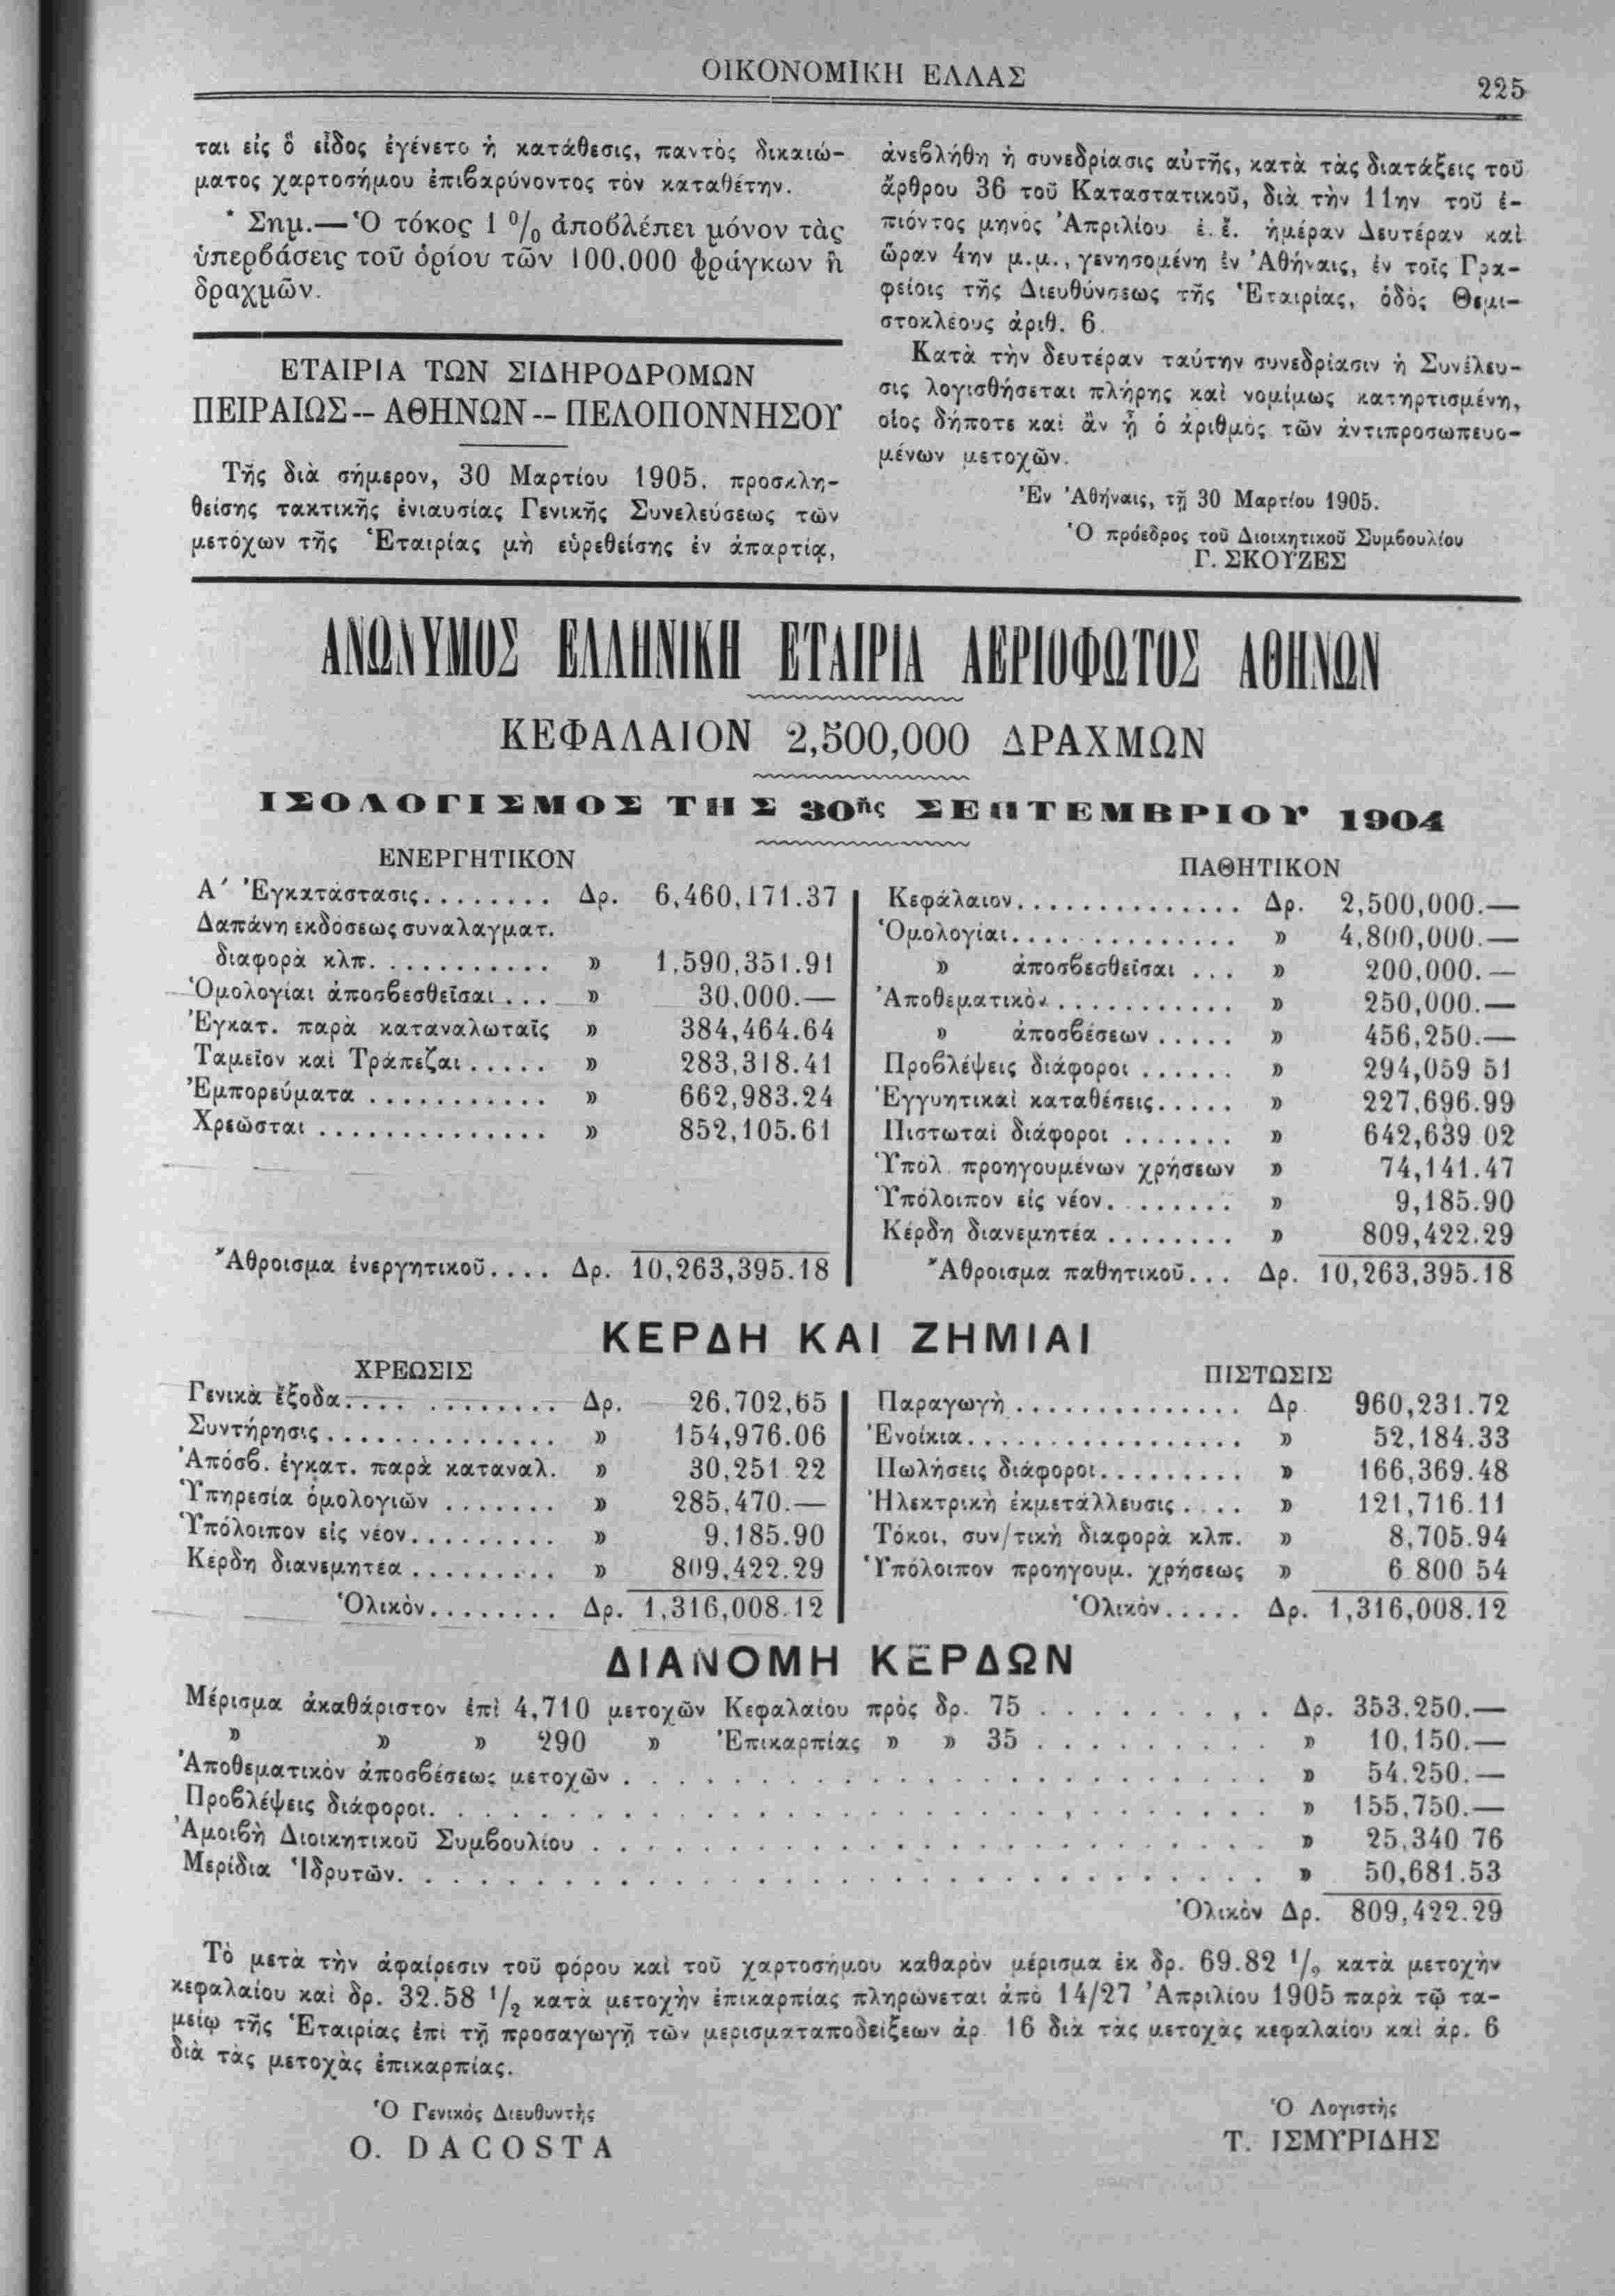 ΟΙΚΟΝΟΜΙΚΗ ΕΛΛΑΣ
225
ται εἰς ὃ εἶδος ἐγένετο ἡ κατάθεσις, παντὸς δικαιώ-
ματος χαρτοσήμου ἐπιβαρύνοντος τὸν καταθέτην.
* Σημ.—Ὁ τόκος 1 % ἀποβλέπει μόνον τὰς
ὑπερβάσεις τοῦ ὁρίου τῶν 100.000 φράγκων ἢ
δραχμῶν.
ΕΤΑΙΡΙΑ ΤΩΝ ΣΙΔΗΡΟΔΡΟΜΩΝ
ΠΕΙΡΑΙΩΣ -- ΑΘΗΝΩΝ -- ΠΕΛΟΠΟΝΝΗΣΟΥ
Τῆς διὰ σήμερον, 30 Μαρτίου 1905, προσκλη-
θείσης τακτικῆς ἐνιαυσίας Γενικῆς Συνελεύσεως τῶν
μετόχων τῆς Ἑταιρίας μὴ εὑρεθείσης ἐν ἀπαρτίᾳ,
ἀνεβλήθη ἡ συνεδρίασις αὐτῆς, κατὰ τὰς διατάξεις τοῦ
ἄρθρου 36 τοῦ Καταστατικοῦ, διὰ τὴν 11ην τοῦ ἐ-
πιόντος μηνὸς Ἀπριλίου ἐ. ἔ. ἡμέραν Δευτέραν καὶ
ὥραν 4ην μ.μ., γενησομένη ἐν Ἀθήναις, ἐν τοῖς Γρα-
φείοις τῆς Διευθύνσεως τῆς Ἑταιρίας, ὁδὸς Θεμι-
στοκλέους ἀριθ. 6.
Κατὰ τὴν δευτέραν ταύτην συνεδρίασιν ἡ Συνέλευ-
σις λογισθήσεται πλήρης καὶ νομίμως κατηρτισμένη,
οἷος δήποτε καὶ ἂν ᾖ ὁ ἀριθμὸς τῶν ἀντιπροσωπευο-
μένων μετοχῶν.
Ἐν Ἀθήναις, τῇ 30 Μαρτίου 1905.
Ὁ πρόεδρος τοῦ Διοικητικοῦ Συμβουλίου
Γ. ΣΚΟΥΖΕΣ
ΑΝΩΝΥΜΟΣ ΕΛΛΗΝΙΚΗ ΕΤΑΙΡΙΑ ΑΕΡΙΟΦΩΤΟΣ ΑΘΗΝΩΝ
ΚΕΦΑΛΑΙΟΝ 2,500,000 ΔΡΑΧΜΩΝ
ΙΣΟΛΟΓΙΣΜΟΣ ΤΗΣ 30ῆς ΣΕΠΤΕΜΒΡΙΟΥ 1904
ΕΝΕΡΓΗΤΙΚΟΝ
Α΄ Ἐγκατάστασις......... Δρ. 6,460,171.37
Δαπάνη ἐκδόσεως συναλαγματ.
διαφορὰ κλπ............ » 1,590,351.91
Ὁμολογίαι ἀποσβεσθεῖσαι... » 30,000.—
Ἐγκατ. παρὰ καταναλωταῖς » 384,464.64
Ταμεῖον καὶ Τράπεζαι..... » 283,318.41
Ἐμπορεύματα........... » 662,983.24
Χρεῶσται.............. » 852,105.61
Ἄθροισμα ἐνεργητικοῦ.... Δρ. 10,263,395.18
ΠΑΘΗΤΙΚΟΝ
Κεφάλαιον.............. Δρ. 2,500,000.—
Ὁμολογίαι............. » 4,800,000.—
» ἀποσβεσθεῖσαι... » 200,000.—
Ἀποθεματικὸν........... » 250,000.—
» ἀποσβέσεων..... » 456,250.—
Προβλέψεις διάφοροι...... » 294,059 51
Ἐγγυητικαὶ καταθέσεις..... » 227,696.99
Πιστωταὶ διάφοροι....... » 642,639 02
Ὑπόλ. προηγουμένων χρήσεων » 74,141.47
Ὑπόλοιπον εἰς νέον........ » 9,185.90
Κέρδη διανεμητέα........ » 809,422.29
Ἄθροισμα παθητικοῦ... Δρ. 10,263,395.18
ΚΕΡΔΗ ΚΑΙ ΖΗΜΙΑΙ
ΧΡΕΩΣΙΣ
Γενικὰ ἔξοδα............ Δρ. 26,702,65
Συντήρησις.............. » 154,976.06
Ἀπόσβ. ἐγκατ. παρὰ καταναλ. » 30,251 22
Ὑπηρεσία ὁμολογιῶν....... » 285,470.—
Ὑπόλοιπον εἰς νέον......... » 9,185.90
Κέρδη διανεμητέα......... » 809,422.29
Ὁλικὸν........ Δρ. 1,316,008.12
ΠΙΣΤΩΣΙΣ
Παραγωγὴ.............. Δρ 960,231.72
Ἐνοίκια................. » 52,184.33
Πωλήσεις διάφοροι......... » 166,369.48
Ἠλεκτρικὴ ἐκμετάλλευσις.... » 121,716.11
Τόκοι, συν/τικὴ διαφορὰ κλπ. » 8,705.94
Ὑπόλοιπον προηγουμ. χρήσεως » 6 800 54
Ὁλικὸν..... Δρ. 1,316,008.12
ΔΙΑΝΟΜΗ ΚΕΡΔΩΝ
Μέρισμα ἀκαθάριστον ἐπὶ 4,710 μετοχῶν Κεφαλαίου πρὸς δρ. 75......... Δρ. 353,250.—
» » » 290 » Ἐπικαρπίας » » 35.......... » 10,150.—
Ἀποθεματικὸν ἀποσβέσεως μετοχῶν........................ » 54,250.—
Προβλέψεις διάφοροι.............................. » 155,750.—
Ἀμοιβὴ Διοικητικοῦ Συμβουλίου......................... » 25,340 76
Μερίδια Ἱδρυτῶν................................ » 50,681.53
Ὁλικὸν Δρ. 809,422.29
Τὸ μετὰ τὴν ἀφαίρεσιν τοῦ φόρου καὶ τοῦ χαρτοσήμου καθαρὸν μέρισμα ἐκ δρ. 69.82 1/2 κατὰ μετοχὴν
κεφαλαίου καὶ δρ. 32.58 1/2 κατὰ μετοχὴν ἐπικαρπίας πληρώνεται ἀπὸ 14/27 Ἀπριλίου 1905 παρὰ τῷ τα-
μείῳ τῆς Ἑταιρίας ἐπὶ τῇ προσαγωγῇ τῶν μερισματαποδείξεων ἀρ. 16 διὰ τὰς μετοχὰς κεφαλαίου καὶ ἀρ. 6
διὰ τὰς μετοχὰς ἐπικαρπίας.
Ὁ Γενικὸς Διευθυντὴς
O. DACOSTA
Ὁ Λογιστὴς
Τ. ΙΣΜΥΡΙΔΗΣ